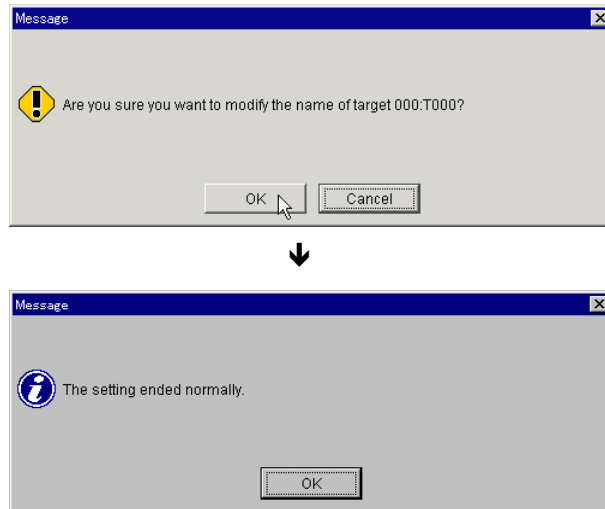 Message
Are you sure you want to modify the name of target 000:T000?
OK Cancel
Message
The setting ended normally.
OK